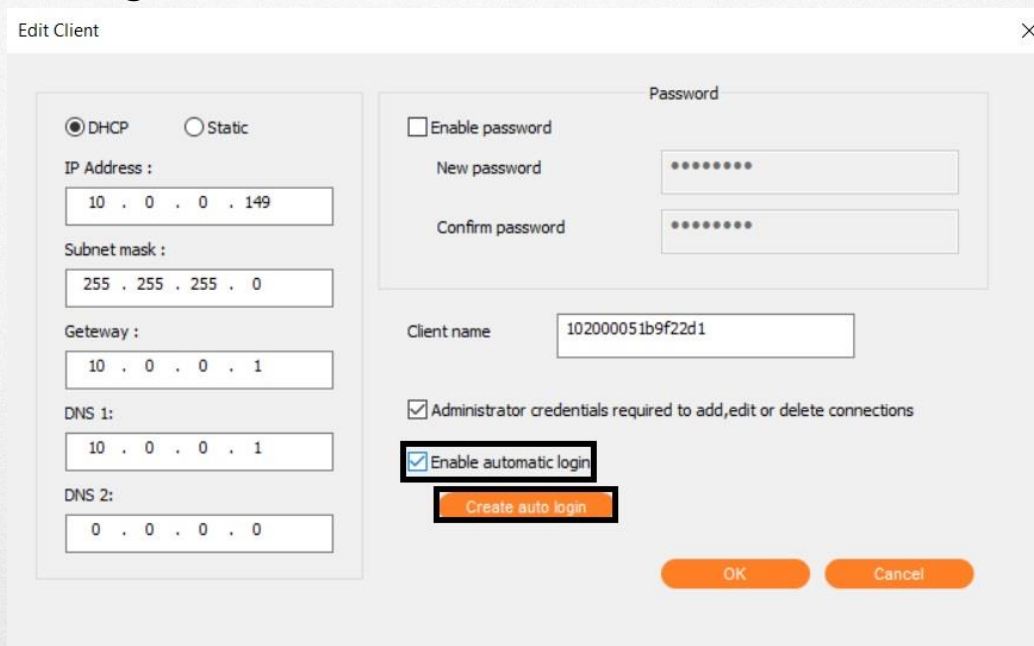 Edit Client
DHCP
Static
IP Address :
10 . 0 . 0 . 149
Subnet mask :
255 . 255 . 255 . 0
Geteway :
10 . 0 . 0 . 1
DNS 1:
10 . 0 . 0 . 1
DNS 2:
0 . 0 . 0 . 0
Password
Enable password
New password
Confirm password
Client name
102000051b9f22d1
Administrator credentials required to add,edit or delete connections
Enable automatic login
Create auto login
OK
Cancel